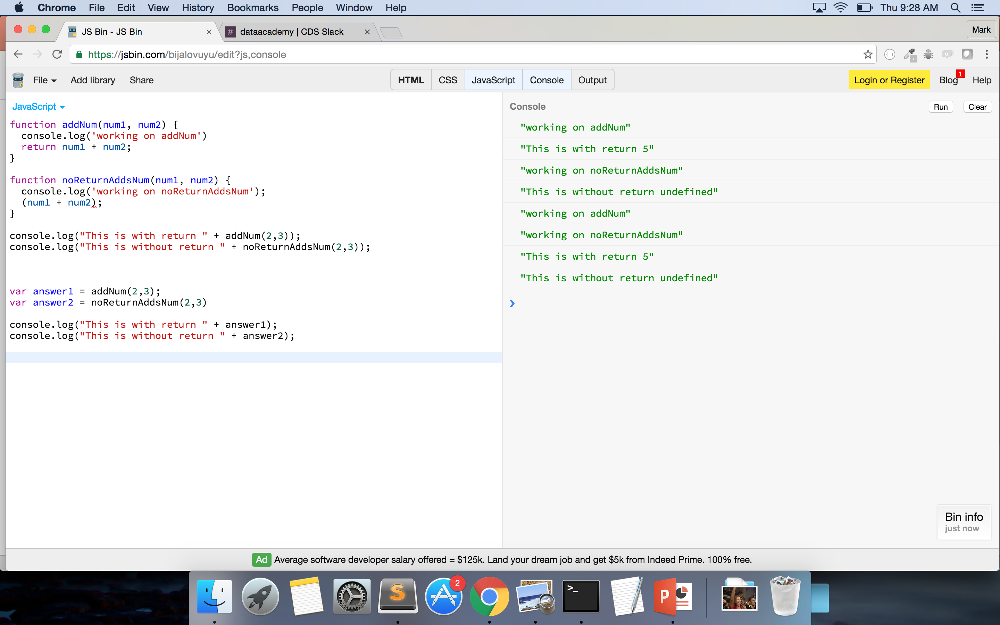 Chrome File Edit View History Bookmarks People Window Help Thu 9:28 AM
JS Bin - JS Bin
# dataacademy | CDS Slack
Mark
https://jsbin.com/bijalovuyu/edit?js,console
File Add library Share HTML CSS JavaScript Console Output Login or Register Blog 1 Help
JavaScript
function addNum(num1, num2) {
  console.log('working on addNum')
  return num1 + num2;
}
function noReturnAddsNum(num1, num2) {
  console.log('working on noReturnAddsNum');
  (num1 + num2);
}
console.log("This is with return " + addNum(2,3));
console.log("This is without return " + noReturnAddsNum(2,3));
var answer1 = addNum(2,3);
var answer2 = noReturnAddsNum(2,3)
console.log("This is with return " + answer1);
console.log("This is without return " + answer2);
Console Run Clear
"working on addNum"
"This is with return 5"
"working on noReturnAddsNum"
"This is without return undefined"
"working on addNum"
"working on noReturnAddsNum"
"This is with return 5"
"This is without return undefined"
Bin info
just now
Ad Average software developer salary offered = $125k. Land your dream job and get $5k from Indeed Prime. 100% free.
S
2
>_
P